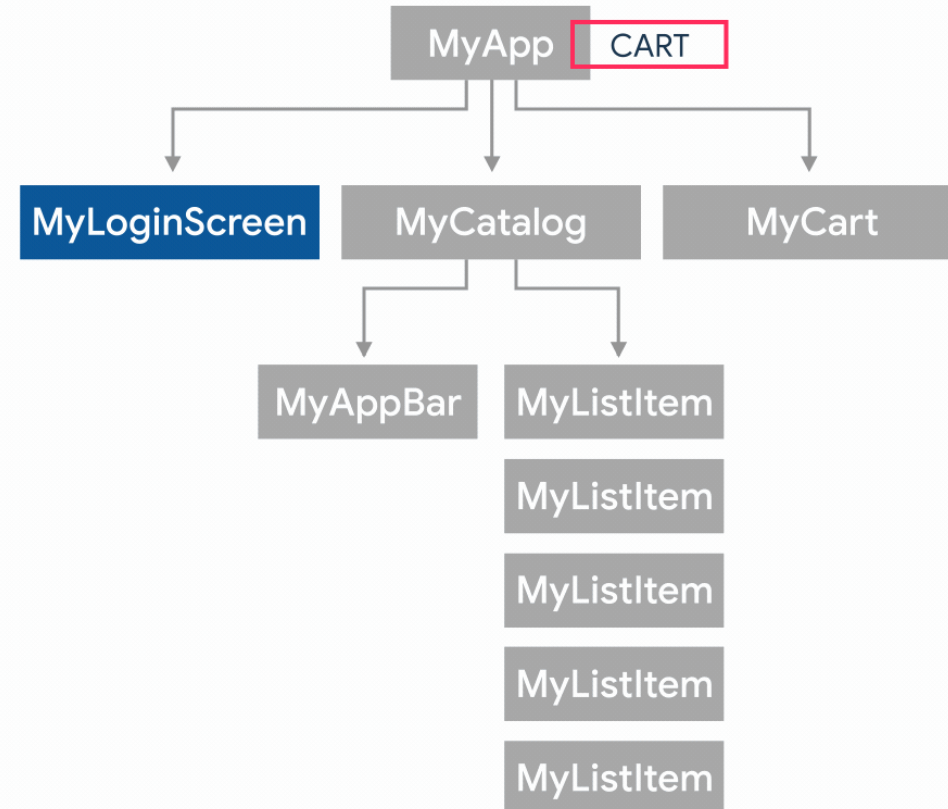 MyApp
CART
MyLoginScreen
MyCatalog
MyCart
MyAppBar
MyListItem
MyListItem
MyListItem
MyListItem
MyListItem